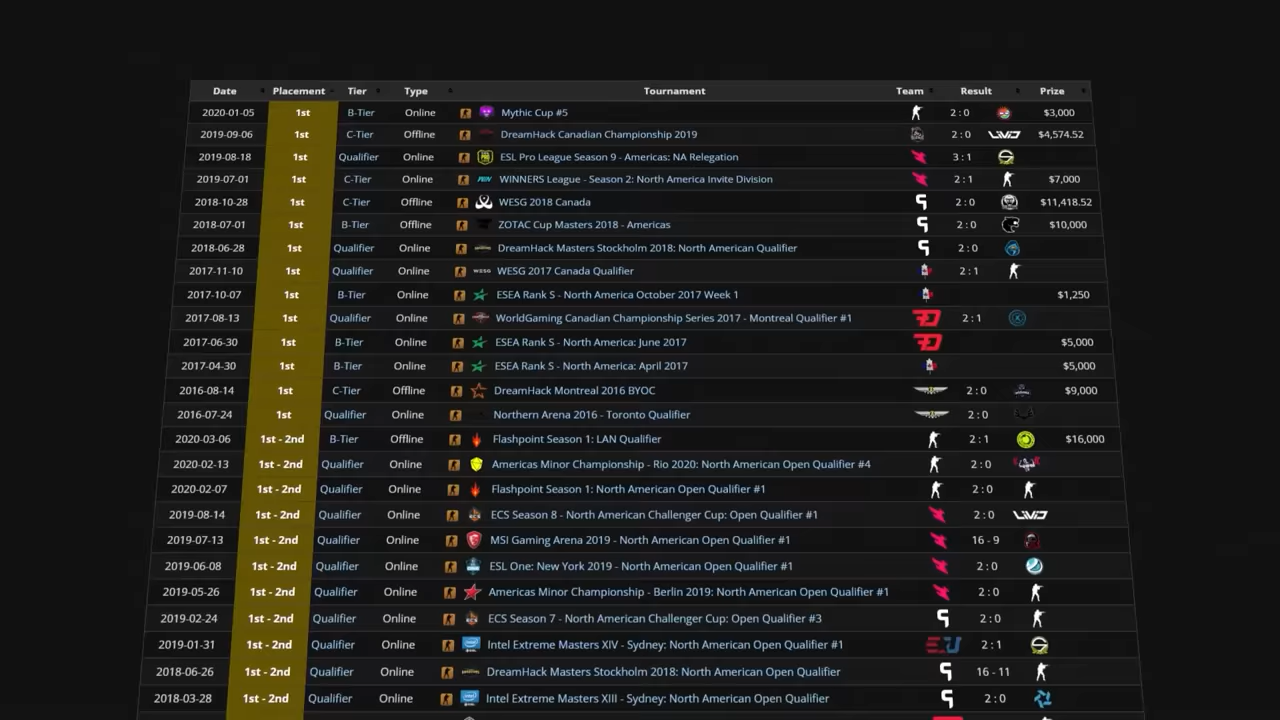 Date Placement Tier Type Tournament Team Result Prize
2020-01-05 1st B-Tier Online Mythic Cup #5 2 : 0 $3,000
2019-09-06 1st C-Tier Offline DreamHack Canadian Championship 2019 2 : 0 LIVID $4,574.52
2019-08-18 1st Qualifier Online ESL Pro League Season 9 - Americas: NA Relegation 3 : 1
2019-07-01 1st C-Tier Online WINNERS League - Season 2: North America Invite Division 2 : 1 $7,000
2018-10-28 1st C-Tier Offline WESG 2018 Canada 2 : 0 $11,418.52
2018-07-01 1st B-Tier Offline ZOTAC Cup Masters 2018 - Americas 2 : 0 $10,000
2018-06-28 1st Qualifier Online DreamHack Masters Stockholm 2018: North American Qualifier 2 : 0
2017-11-10 1st Qualifier Online WESG WESG 2017 Canada Qualifier 2 : 1
2017-10-07 1st B-Tier Online ESEA Rank S - North America October 2017 Week 1 $1,250
2017-08-13 1st Qualifier Online WorldGaming Canadian Championship Series 2017 - Montreal Qualifier #1 2 : 1
2017-06-30 1st B-Tier Online ESEA Rank S - North America: June 2017 $5,000
2017-04-30 1st B-Tier Online ESEA Rank S - North America: April 2017 $5,000
2016-08-14 1st C-Tier Offline DreamHack Montreal 2016 BYOC 2 : 0 $9,000
2016-07-24 1st Qualifier Online Northern Arena 2016 - Toronto Qualifier 2 : 0
2020-03-06 1st - 2nd B-Tier Offline Flashpoint Season 1: LAN Qualifier 2 : 1 $16,000
2020-02-13 1st - 2nd Qualifier Online Americas Minor Championship - Rio 2020: North American Open Qualifier #4 2 : 0
2020-02-07 1st - 2nd Qualifier Online Flashpoint Season 1: North American Open Qualifier #1 2 : 0
2019-08-14 1st - 2nd Qualifier Online ECS Season 8 - North American Challenger Cup: Open Qualifier #1 2 : 0 LIVID
2019-07-13 1st - 2nd Qualifier Online MSI Gaming Arena 2019 - North American Open Qualifier #1 16 - 9
2019-06-08 1st - 2nd Qualifier Online ESL One: New York 2019 - North American Open Qualifier #1 2 : 0
2019-05-26 1st - 2nd Qualifier Online Americas Minor Championship - Berlin 2019: North American Open Qualifier #1 2 : 0
2019-02-24 1st - 2nd Qualifier Online ECS Season 7 - North American Challenger Cup: Open Qualifier #3 2 : 0
2019-01-31 1st - 2nd Qualifier Online Intel Extreme Masters XIV - Sydney: North American Open Qualifier #1 EU 2 : 1
2018-06-26 1st - 2nd Qualifier Online DreamHack Masters Stockholm 2018: North American Open Qualifier 16 - 11
2018-03-28 1st - 2nd Qualifier Online Intel Extreme Masters XIII - Sydney: North American Open Qualifier 2 : 0